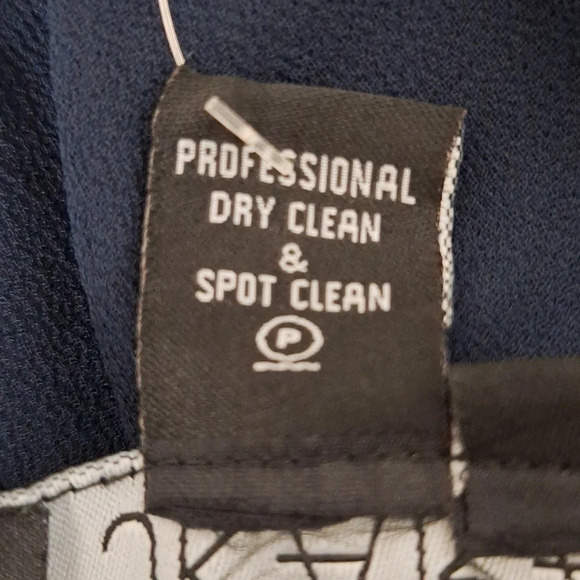 PROFESSIONAL
DRY CLEAN
&
SPOT CLEAN
P